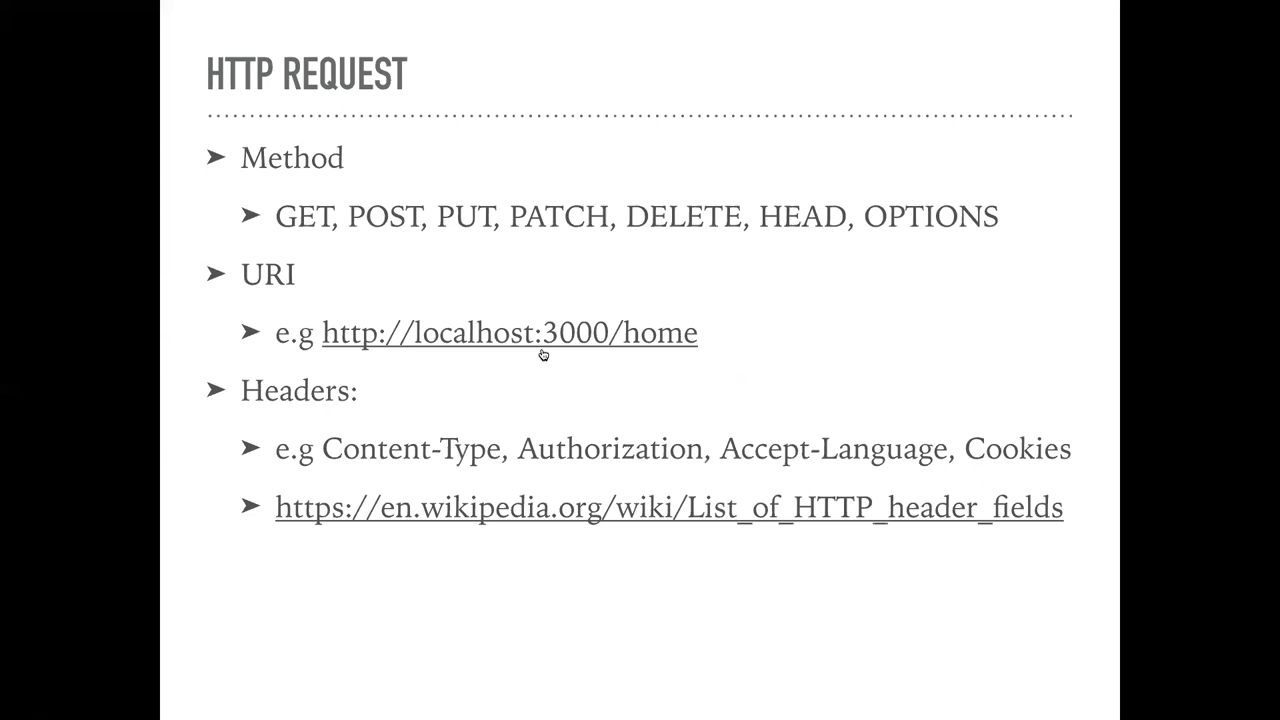 HTTP REQUEST
➤ Method
➤ GET, POST, PUT, PATCH, DELETE, HEAD, OPTIONS
➤ URI
➤ e.g http://localhost:3000/home
➤ Headers:
➤ e.g Content-Type, Authorization, Accept-Language, Cookies
➤ https://en.wikipedia.org/wiki/List_of_HTTP_header_fields